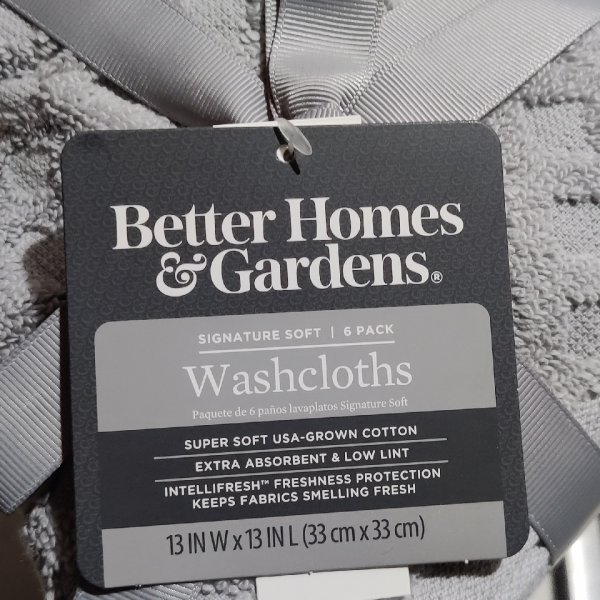 Better Homes
& Gardens®
SIGNATURE SOFT | 6 PACK
Washcloths
Paquete de 6 paños lavaplatos Signature Soft
SUPER SOFT USA-GROWN COTTON
EXTRA ABSORBENT & LOW LINT
INTELLIFRESH™ FRESHNESS PROTECTION
KEEPS FABRICS SMELLING FRESH
13 IN W x 13 IN L (33 cm x 33 cm)